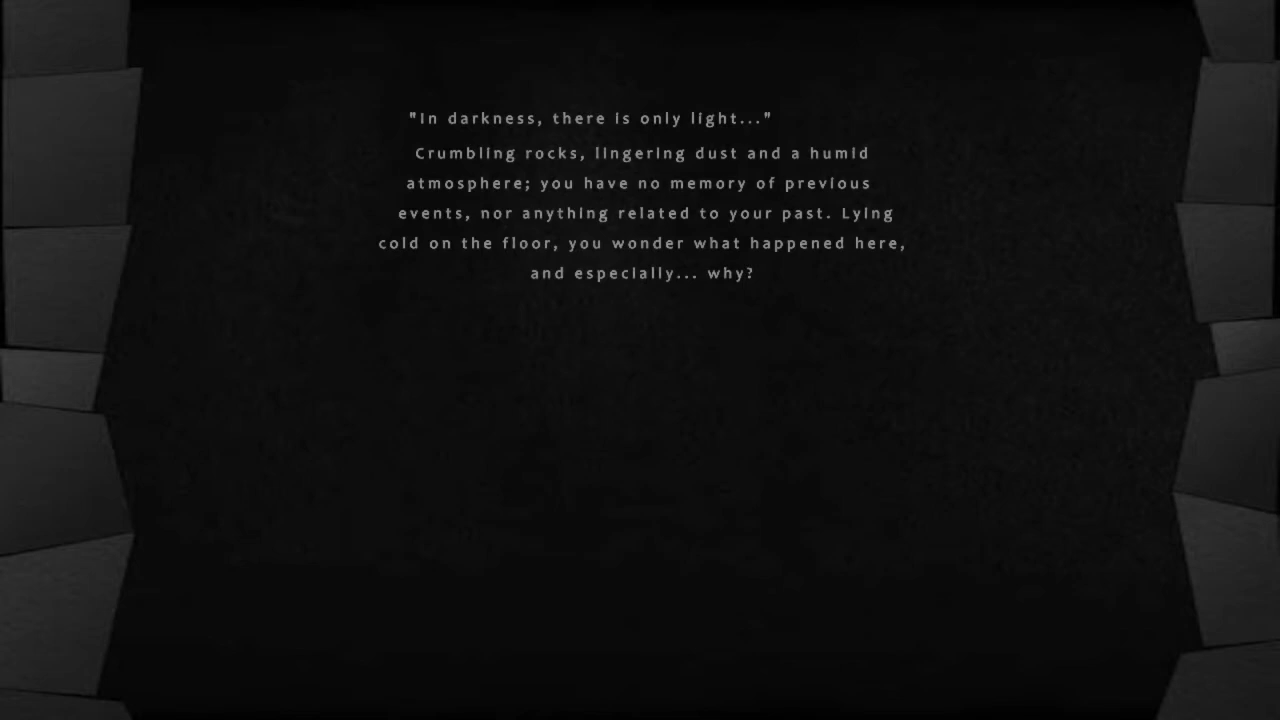 "In darkness, there is only light..."
Crumbling rocks, lingering dust and a humid
atmosphere; you have no memory of previous
events, nor anything related to your past. Lying
cold on the floor, you wonder what happened here,
and especially... why?